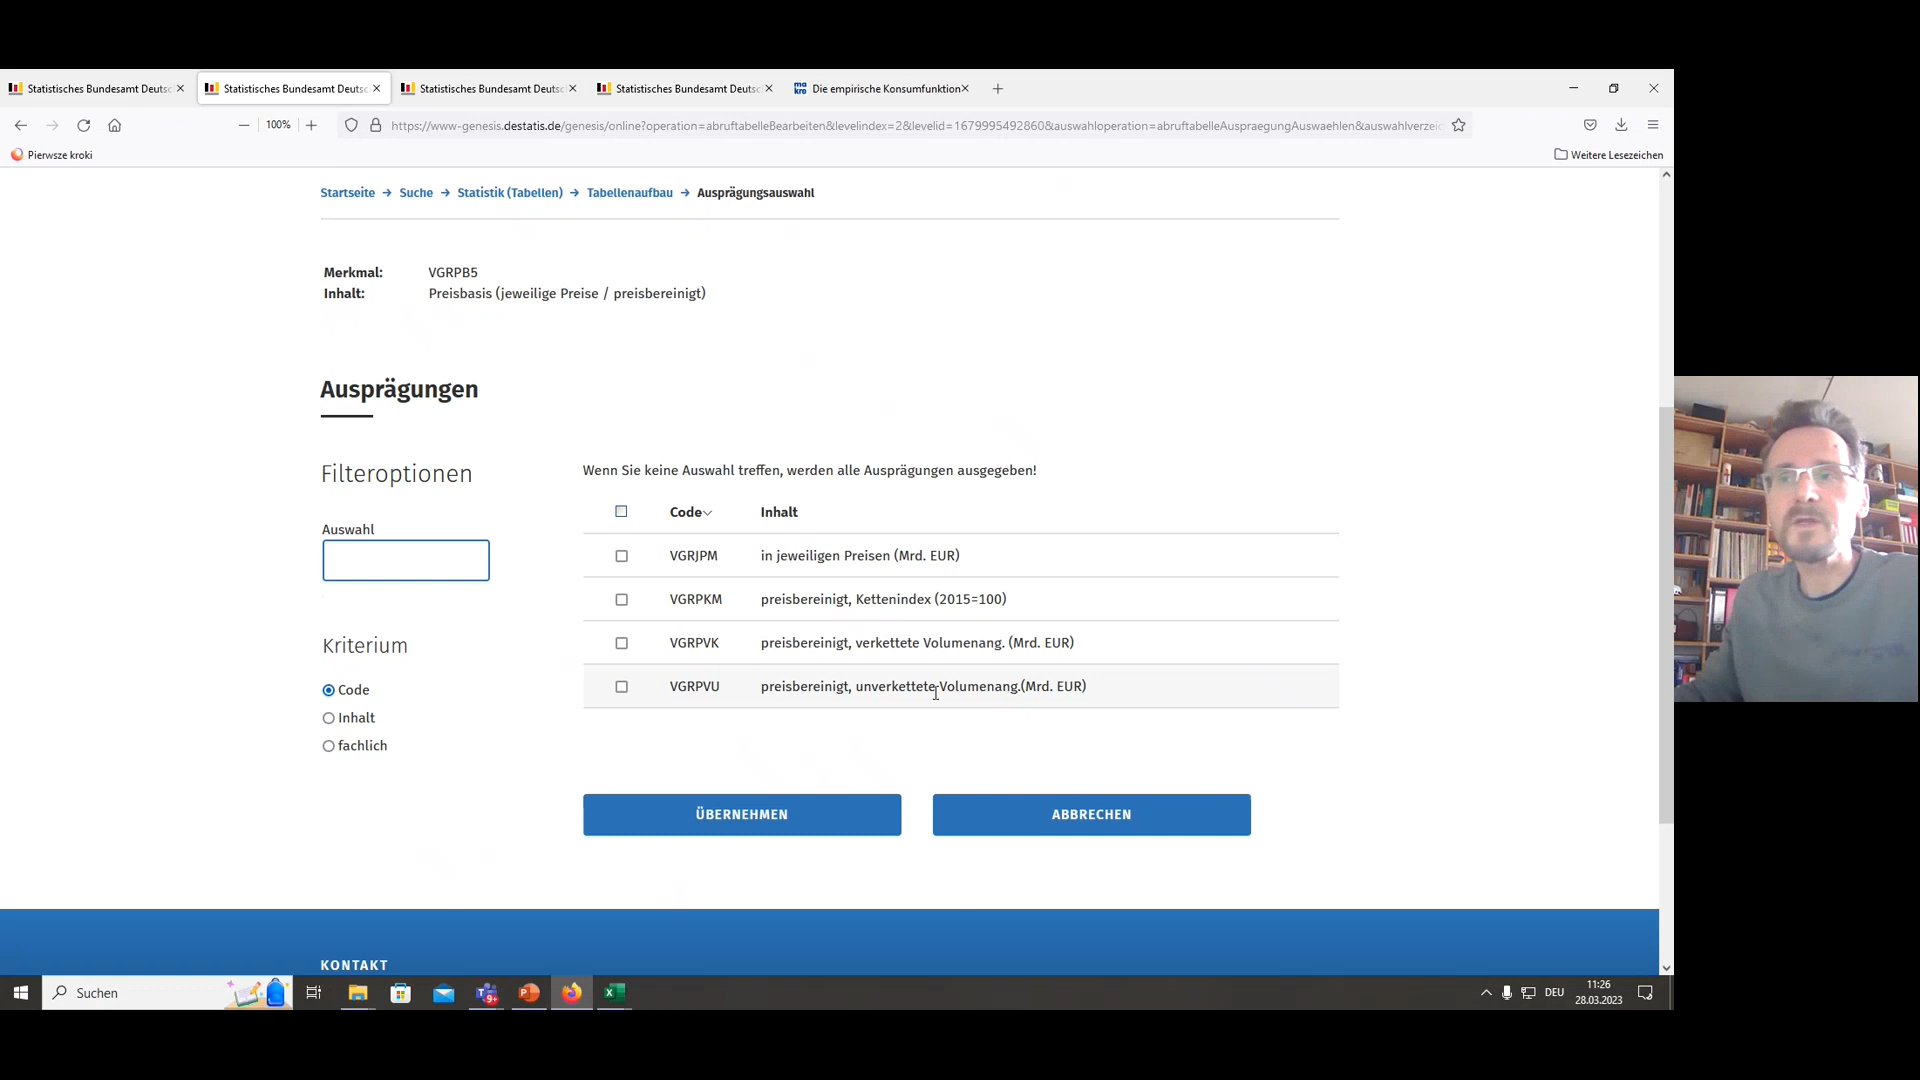 Statistisches Bundesamt Deutsc
Statistisches Bundesamt Deutsc
Statistisches Bundesamt Deutsc
Statistisches Bundesamt Deutsc
Die empirische Konsumfunktion
100%
https://www-genesis.destatis.de/genesis/online?operation=abruftabelleBearbeiten&levelindex=2&levelid=1679995492860&auswahloperation=abruftabelleAuspraegungAuswaehlen&auswahlverzeic
Pierwsze kroki
Weitere Lesezeichen
Startseite → Suche → Statistik (Tabellen) → Tabellenaufbau → Ausprägungsauswahl
Merkmal: VGRPB5
Inhalt: Preisbasis (jeweilige Preise / preisbereinigt)
Ausprägungen
Filteroptionen
Auswahl
Kriterium
Code
Inhalt
fachlich
Wenn Sie keine Auswahl treffen, werden alle Ausprägungen ausgegeben!
Code Inhalt
VGRJPM in jeweiligen Preisen (Mrd. EUR)
VGRPKM preisbereinigt, Kettenindex (2015=100)
VGRPVK preisbereinigt, verkettete Volumenang. (Mrd. EUR)
VGRPVU preisbereinigt, unverkettete Volumenang.(Mrd. EUR)
ÜBERNEHMEN
ABBRECHEN
KONTAKT
Suchen
9+
DEU
11:26
28.03.2023